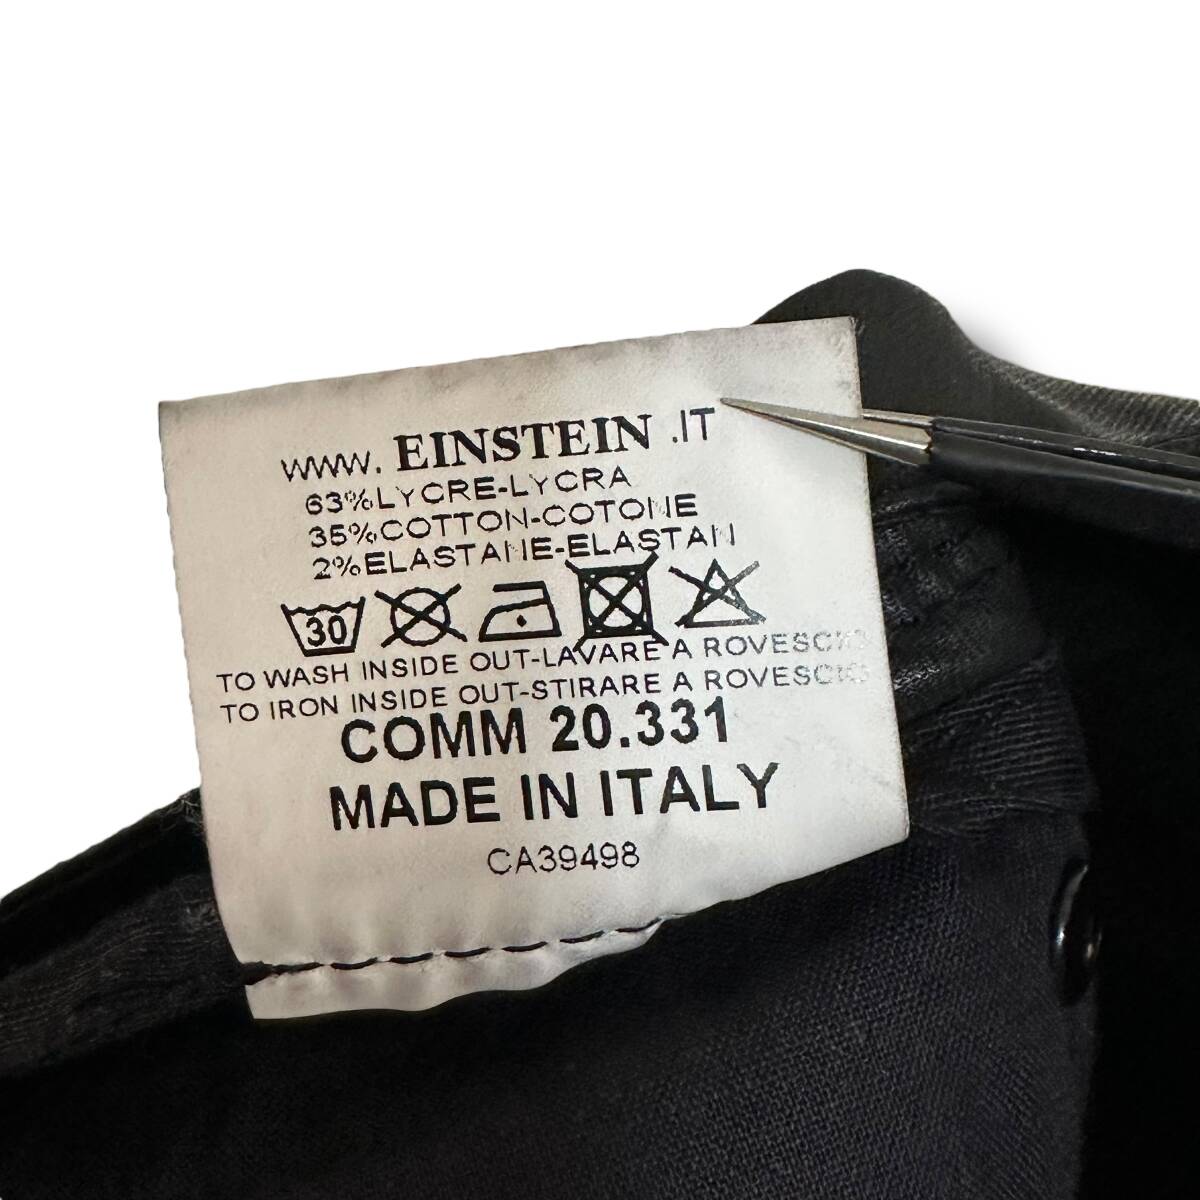 www. EINSTEIN .IT
63%LYCRE-LYCRA
35%COTTON-COTONE
2%ELASTANE-ELASTAN
30
TO WASH INSIDE OUT-LAVARE A ROVESCIO
TO IRON INSIDE OUT-STIRARE A ROVESCIO
COMM 20.331
MADE IN ITALY
CA39498